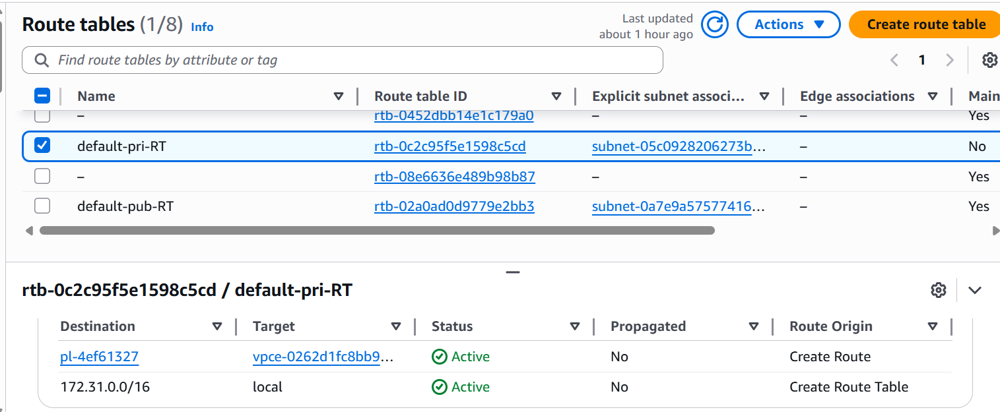 Route tables (1/8) Info
Last updated
about 1 hour ago
Actions
Create route table
Find route tables by attribute or tag
1
Name Route table ID Explicit subnet associ... Edge associations Main
– rtb-0452dbb14e1c179a0 – – Yes
default-pri-RT rtb-0c2c95f5e1598c5cd subnet-05c0928206273b... – No
– rtb-08e6636e489b98b87 – – Yes
default-pub-RT rtb-02a0ad0d9779e2bb3 subnet-0a7e9a57577416... – Yes
rtb-0c2c95f5e1598c5cd / default-pri-RT
Destination Target Status Propagated Route Origin
pl-4ef61327 vpce-0262d1fc8bb9... Active No Create Route
172.31.0.0/16 local Active No Create Route Table